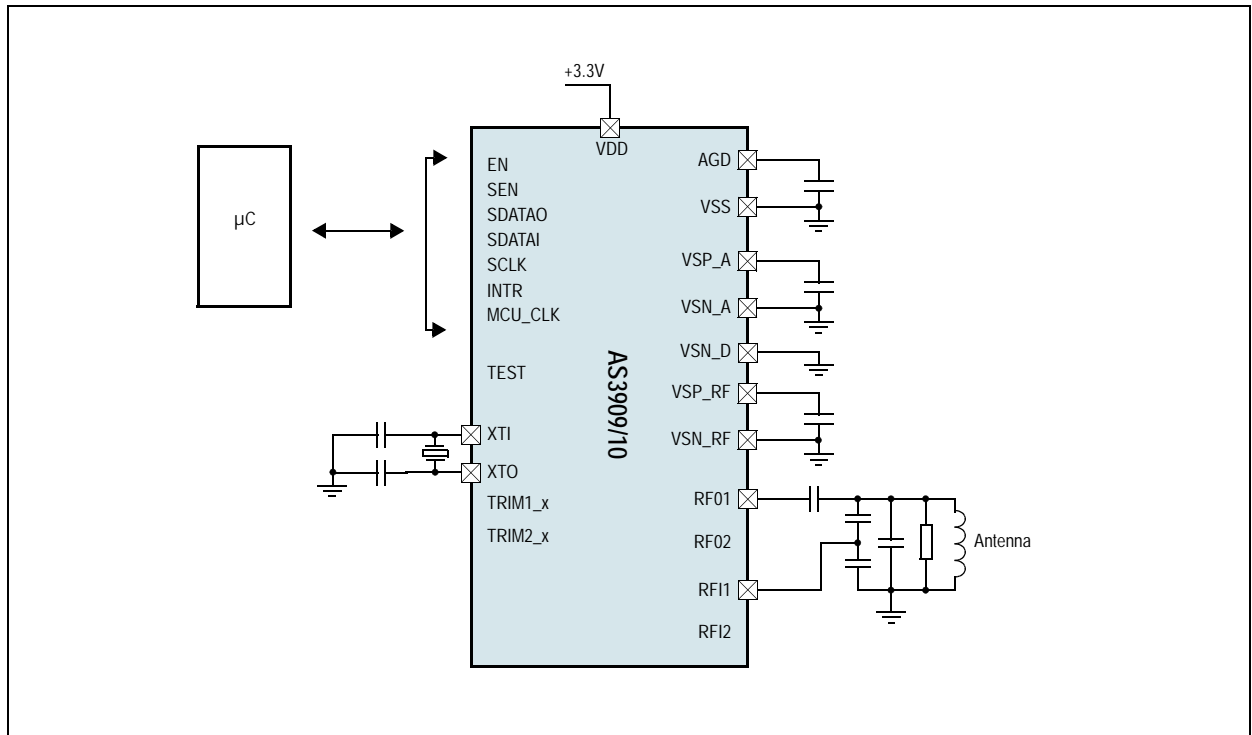 +3.3V
VDD
µC
EN
SEN
SDATAO
SDATAI
SCLK
INTR
MCU_CLK
TEST
XTI
XTO
TRIM1_x
TRIM2_x
AS3909/10
AGD
VSS
VSP_A
VSN_A
VSN_D
VSP_RF
VSN_RF
RF01
RF02
RFI1
RFI2
Antenna